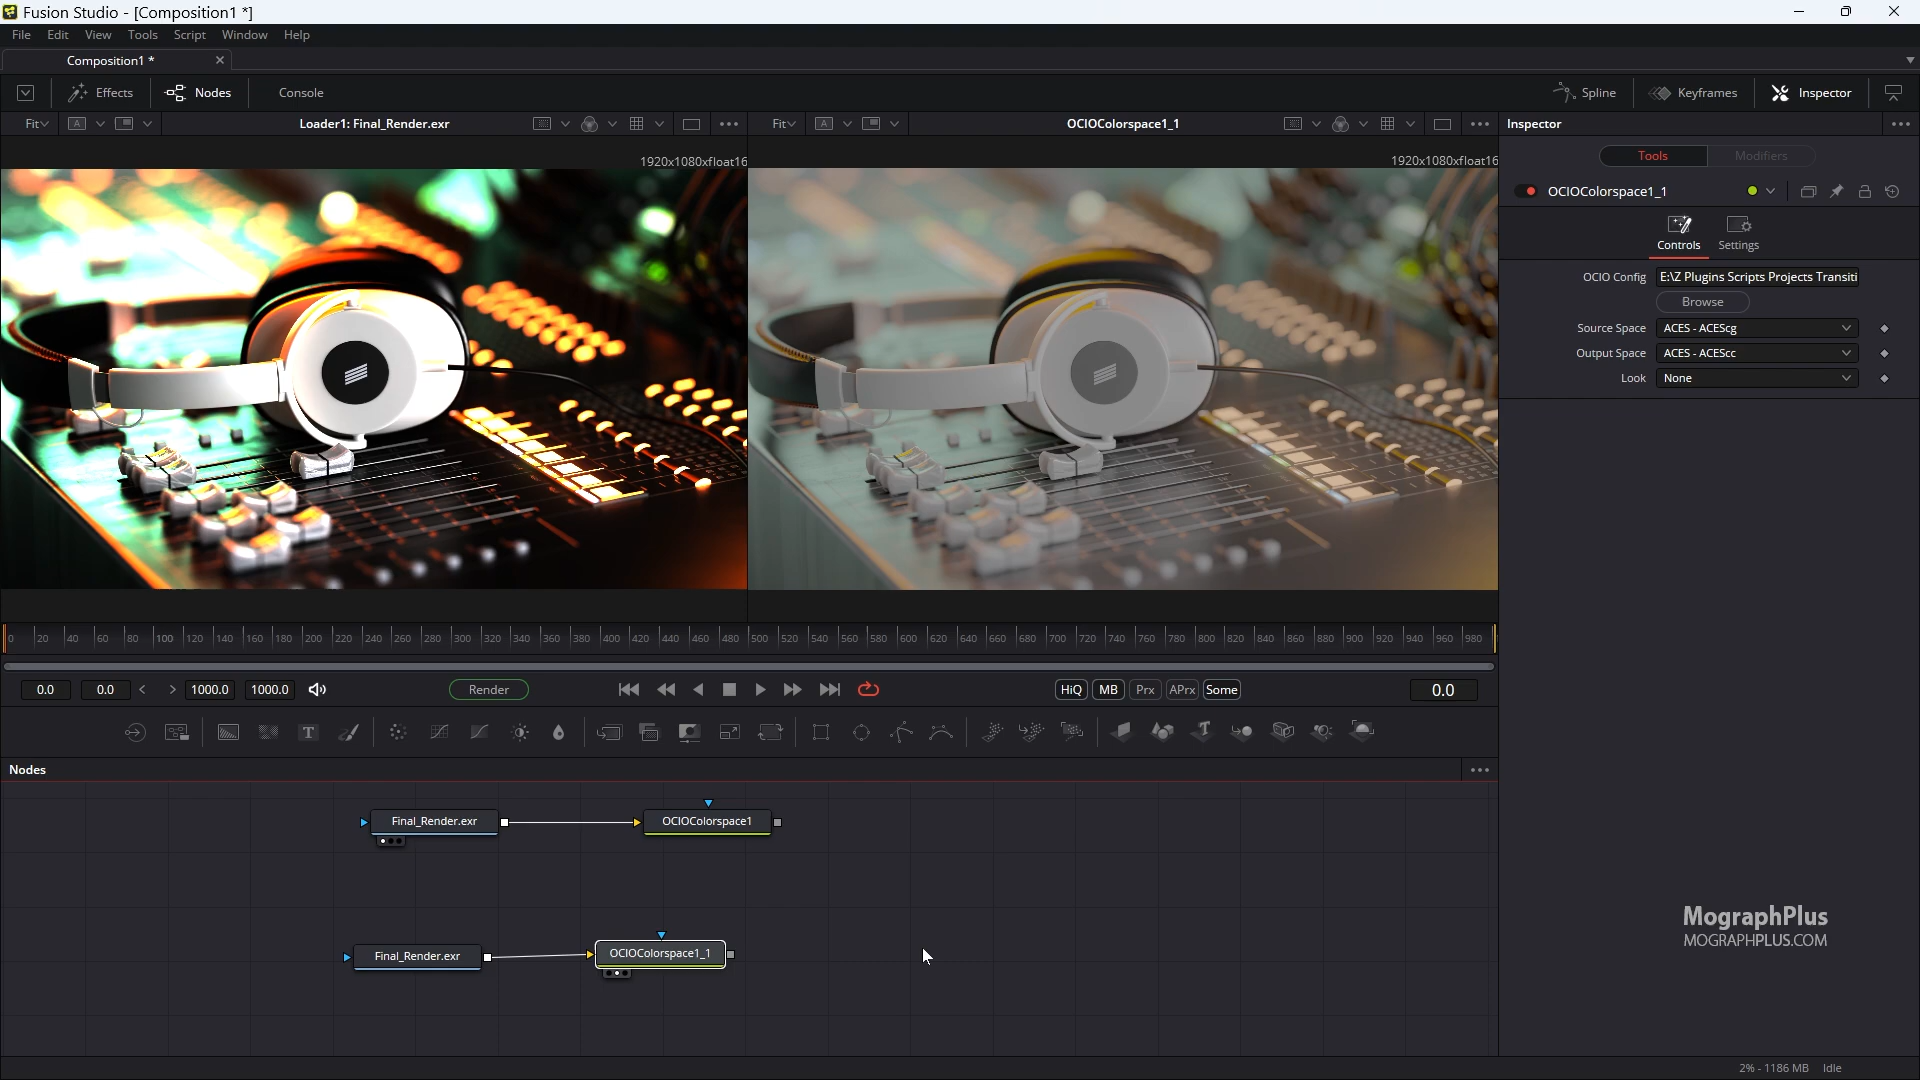 Fusion Studio - [Composition1 *]
File Edit View Tools Script Window Help
Composition1 *
Effects Nodes Console Spline Keyframes Inspector
Fit A Loader1: Final_Render.exr Fit A OCIOColorspace1_1 Inspector
1920x1080xfloat16 1920x1080xfloat16
Tools Modifiers
OCIOColorspace1_1
Controls Settings
OCIO Config E:\Z Plugins Scripts Projects Transiti
Browse
Source Space ACES - ACEScg
Output Space ACES - ACEScc
Look None
0 20 40 60 80 100 120 140 160 180 200 220 240 260 280 300 320 340 360 380 400 420 440 460 480 500 520 540 560 580 600 620 640 660 680 700 720 740 760 780 800 820 840 860 880 900 920 940 960 980
0.0 0.0 < > 1000.0 1000.0 Render HiQ MB Prx APrx Some 0.0
T T
Nodes
Final_Render.exr OCIOColorspace1
Final_Render.exr OCIOColorspace1_1
MographPlus
MOGRAPHPLUS.COM
2% - 1186 MB Idle